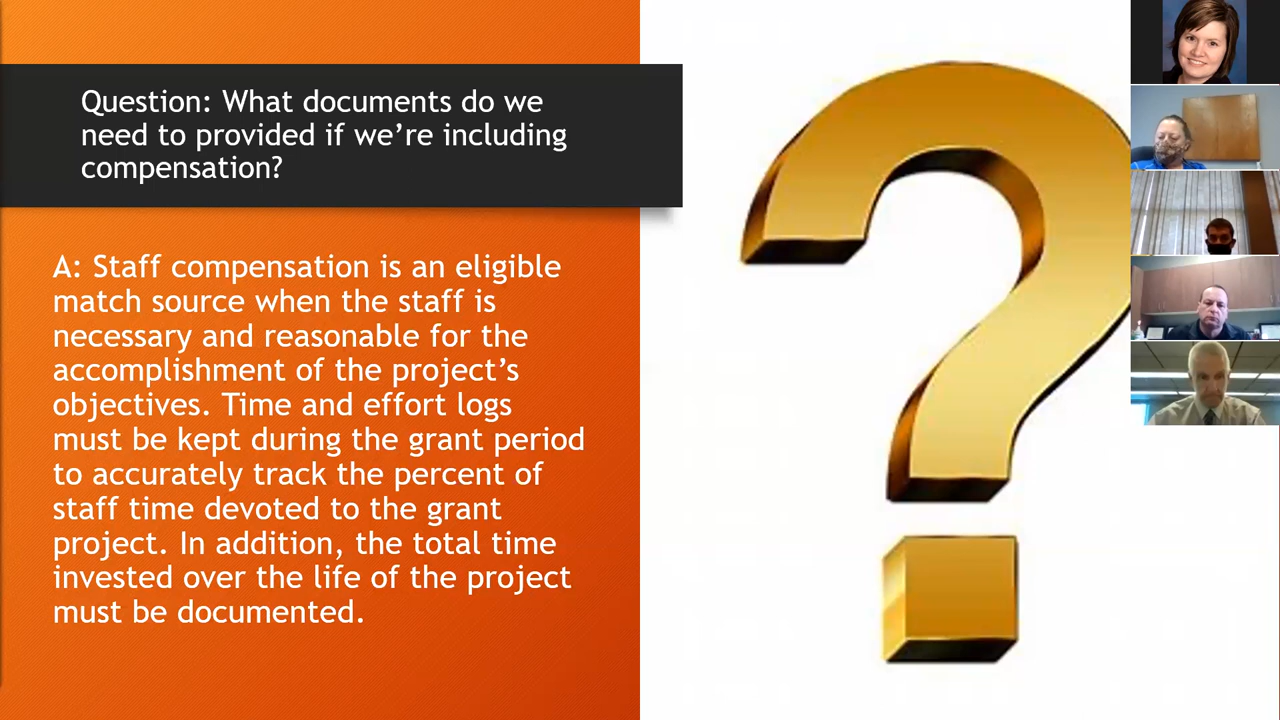 Question: What documents do we
need to provided if we’re including
compensation?
A: Staff compensation is an eligible
match source when the staff is
necessary and reasonable for the
accomplishment of the project’s
objectives. Time and effort logs
must be kept during the grant period
to accurately track the percent of
staff time devoted to the grant
project. In addition, the total time
invested over the life of the project
must be documented.